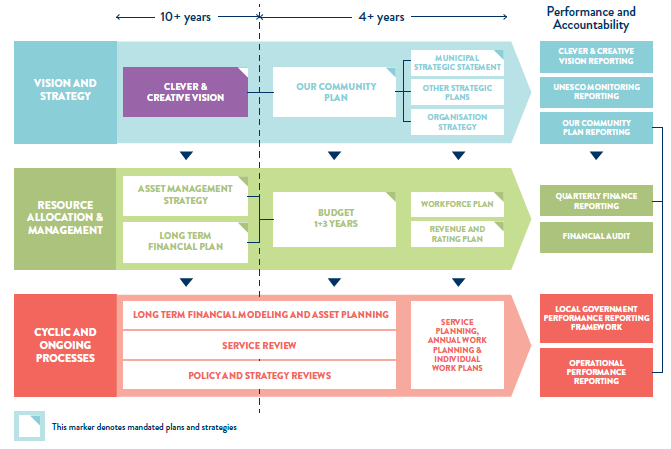 10+ years
4+ years
Performance and
Accountability
VISION AND
STRATEGY
CLEVER &
CREATIVE VISION
OUR COMMUNITY
PLAN
MUNICIPAL
STRATEGIC STATEMENT
OTHER STRATEGIC
PLANS
ORGANISATION
STRATEGY
CLEVER & CREATIVE
VISION REPORTING
UNESCO MONITORING
REPORTING
OUR COMMUNITY
PLAN REPORTING
RESOURCE
ALLOCATION &
MANAGEMENT
ASSET MANAGEMENT
STRATEGY
LONG TERM
FINANCIAL PLAN
BUDGET
1+3 YEARS
WORKFORCE PLAN
REVENUE AND
RATING PLAN
QUARTERLY FINANCE
REPORTING
FINANCIAL AUDIT
CYCLIC AND
ONGOING
PROCESSES
LONG TERM FINANCIAL MODELING AND ASSET PLANNING
SERVICE REVIEW
POLICY AND STRATEGY REVIEWS
SERVICE
PLANNING,
ANNUAL WORK
PLANNING &
INDIVIDUAL
WORK PLANS
LOCAL GOVERNMENT
PERFORMANCE REPORTING
FRAMEWORK
OPERATIONAL
PERFORMANCE
REPORTING
This marker denotes mandated plans and strategies